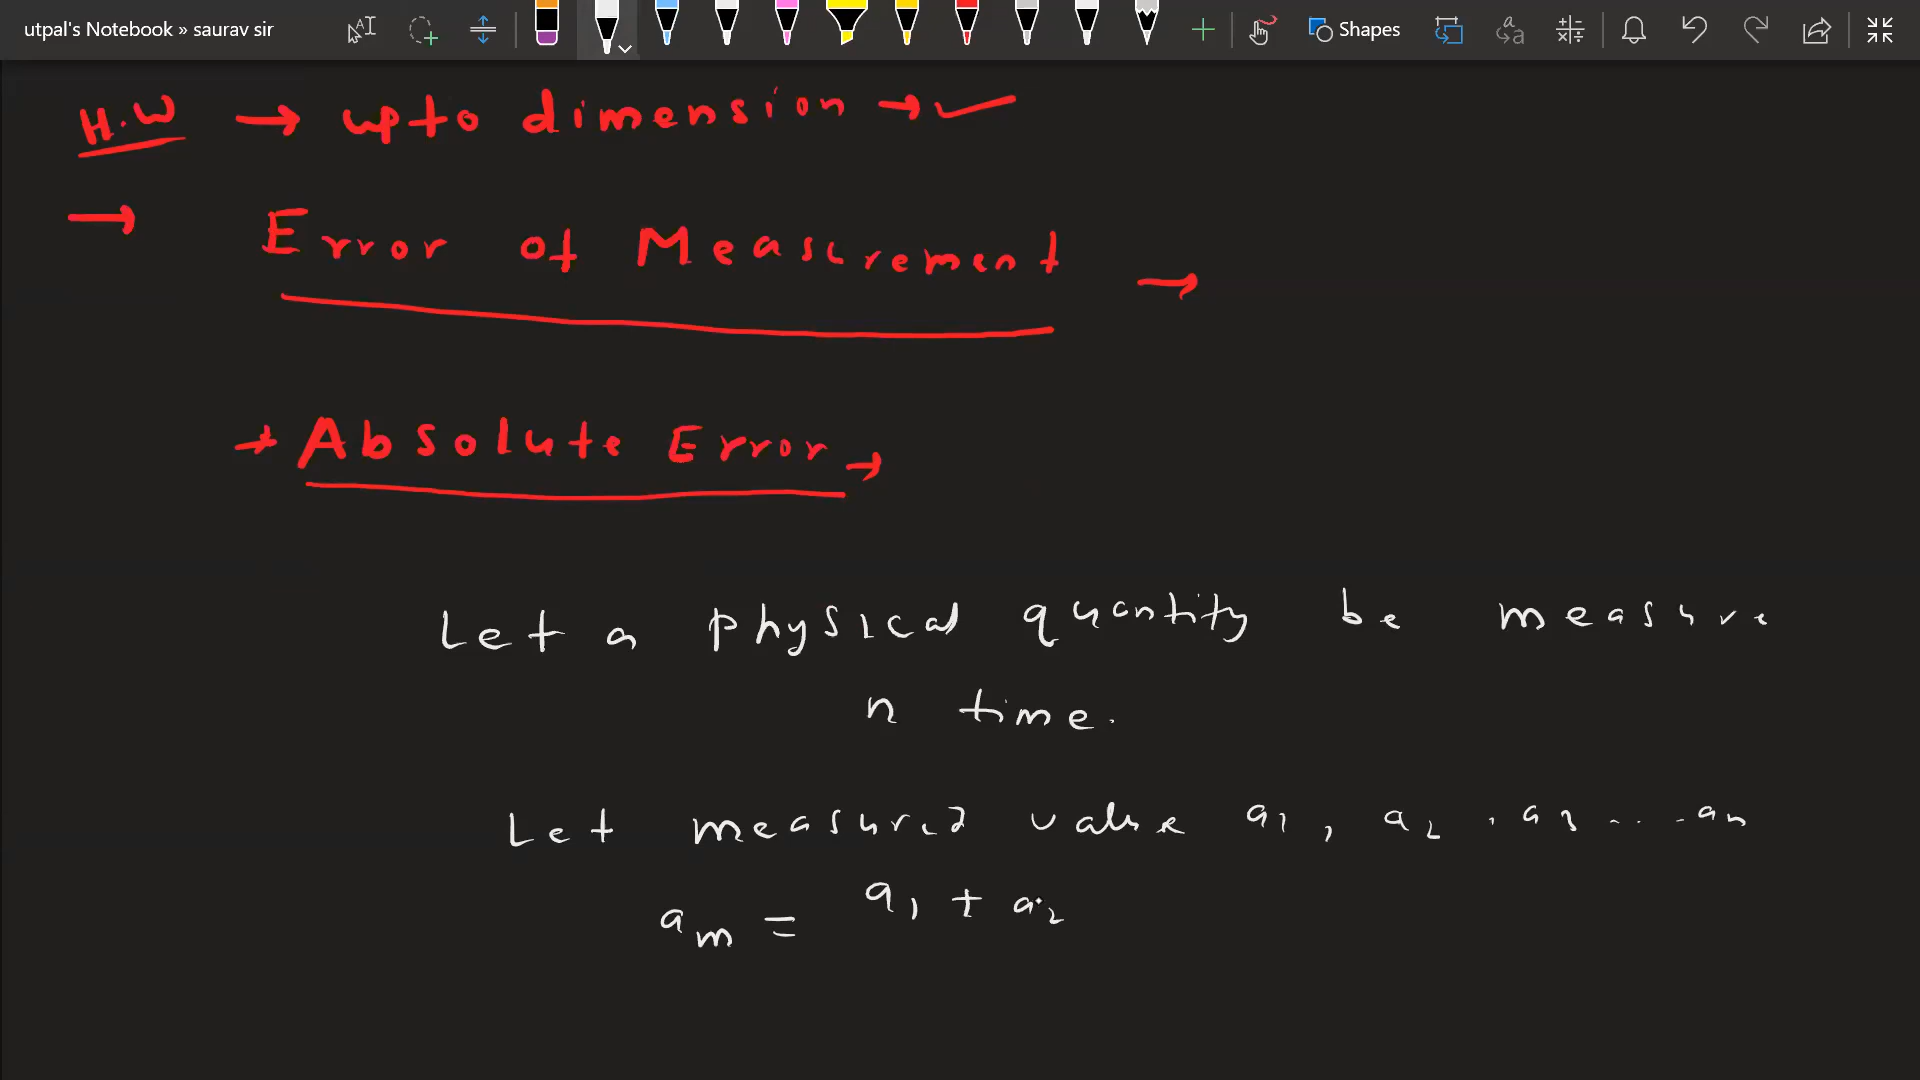 utpal's Notebook » saurav sir
Shapes
H.W → upto dimension →
→ Error of Measurement →
→ Absolute Error →
Let a physical quantity be measure
n time.
Let measured value a1, a2, a3 ..... an
am = a1 + a2